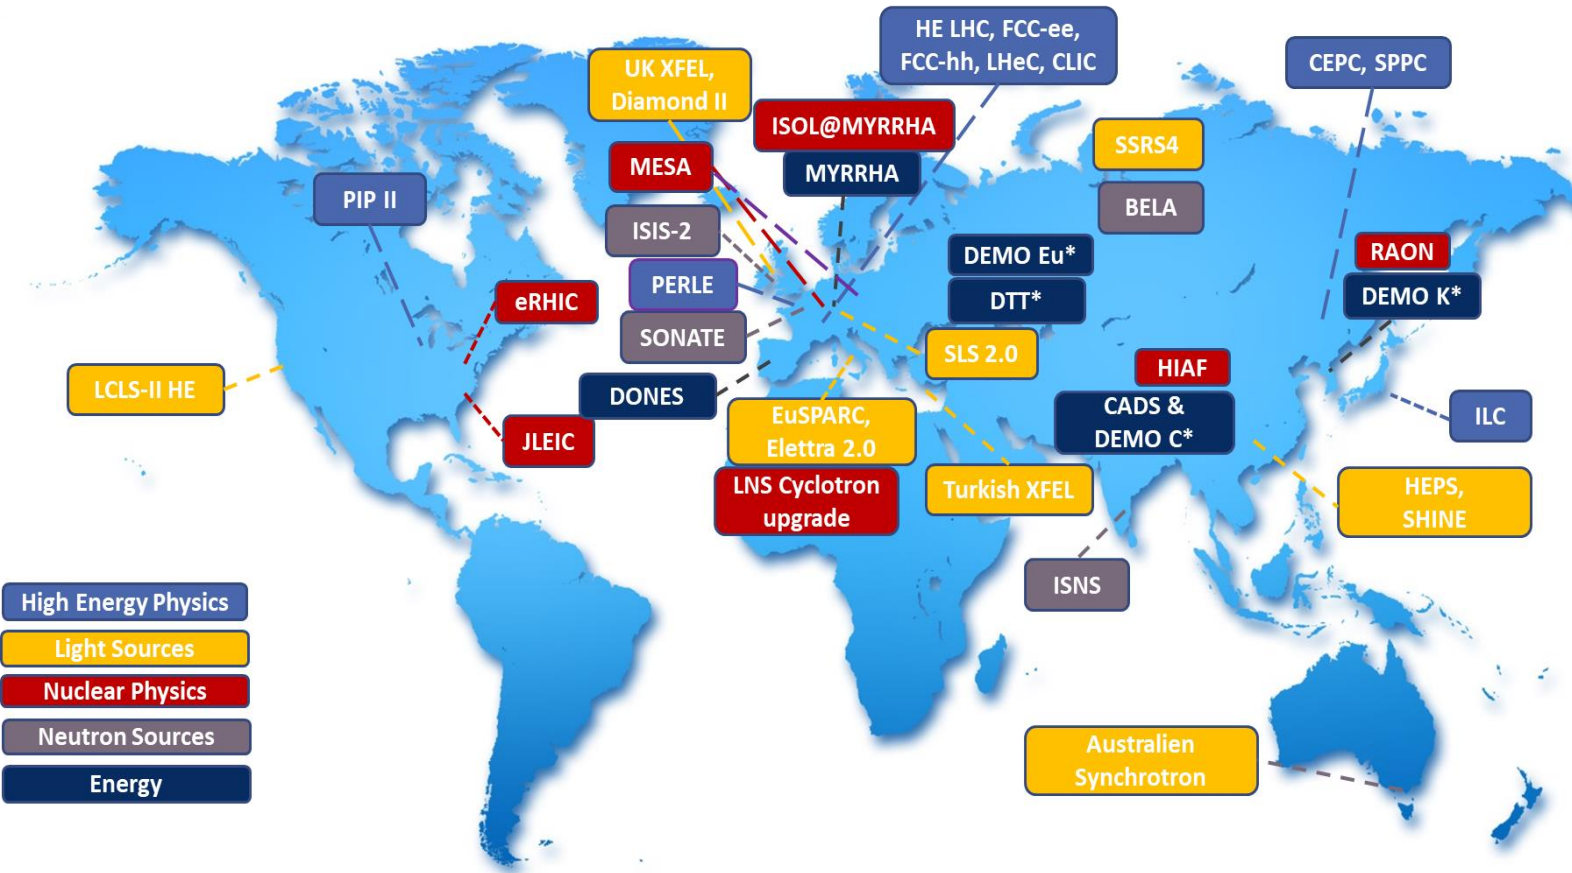 HE LHC, FCC-ee,
FCC-hh, LHeC, CLIC
CEPC, SPPC
UK XFEL,
Diamond II
ISOL@MYRRHA
MYRRHA
SSRS4
BELA
MESA
PIP II
ISIS-2
PERLE
SONATE
DEMO Eu*
DTT*
RAON
DEMO K*
eRHIC
SLS 2.0
LCLS-II HE
DONES
HIAF
CADS &
DEMO C*
ILC
JLEIC
EuSPARC,
Elettra 2.0
LNS Cyclotron
upgrade
Turkish XFEL
HEPS,
SHINE
ISNS
High Energy Physics
Light Sources
Nuclear Physics
Neutron Sources
Energy
Australien
Synchrotron